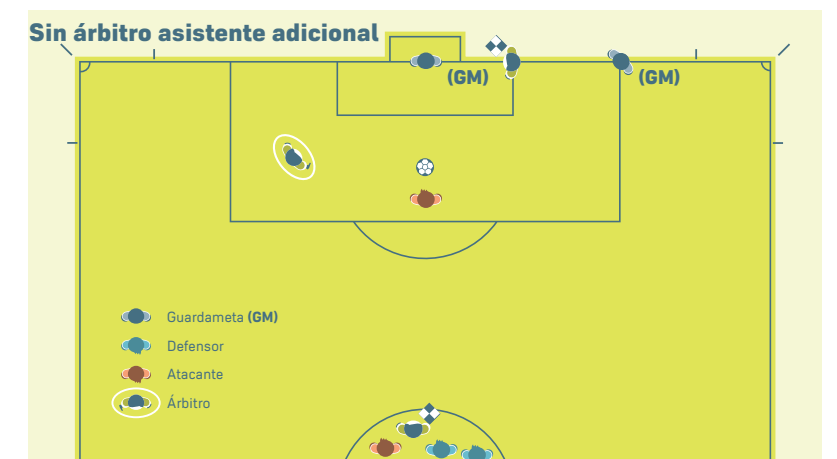 Sin árbitro asistente adicional
(GM) (GM)
Guardameta (GM)
Defensor
Atacante
Árbitro